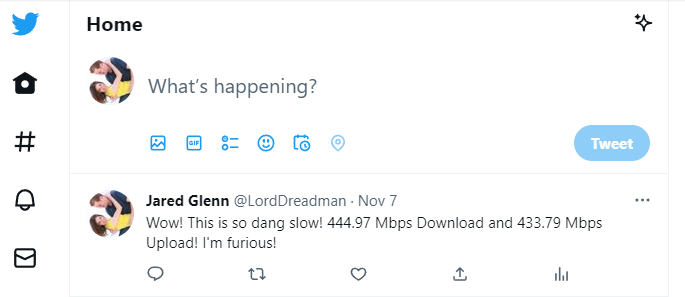 Home
What's happening?
GIF
Tweet
Jared Glenn @LordDreadman · Nov 7
Wow! This is so dang slow! 444.97 Mbps Download and 433.79 Mbps
Upload! I'm furious!